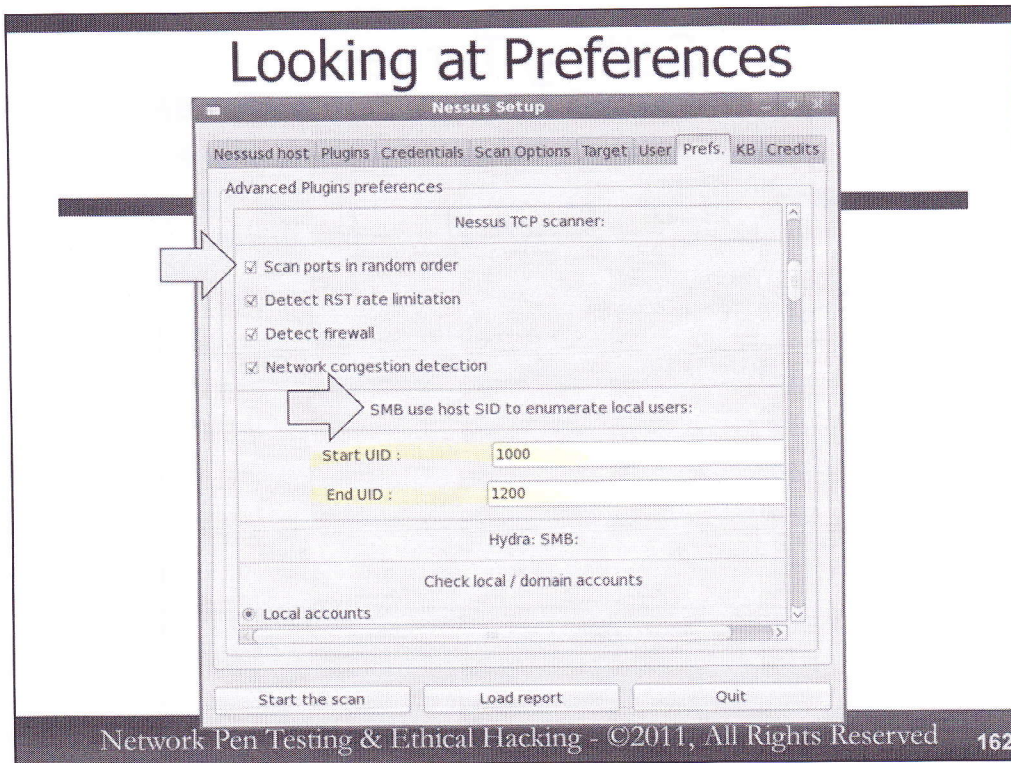 Looking at Preferences
Nessus Setup
Nessusd host Plugins Credentials Scan Options Target User Prefs. KB Credits
Advanced Plugins preferences
Nessus TCP scanner:
Scan ports in random order
Detect RST rate limitation
Detect firewall
Network congestion detection
SMB use host SID to enumerate local users:
Start UID : 1000
End UID : 1200
Hydra: SMB:
Check local / domain accounts
Local accounts
Start the scan Load report Quit
Network Pen Testing & Ethical Hacking - ©2011, All Rights Reserved 162